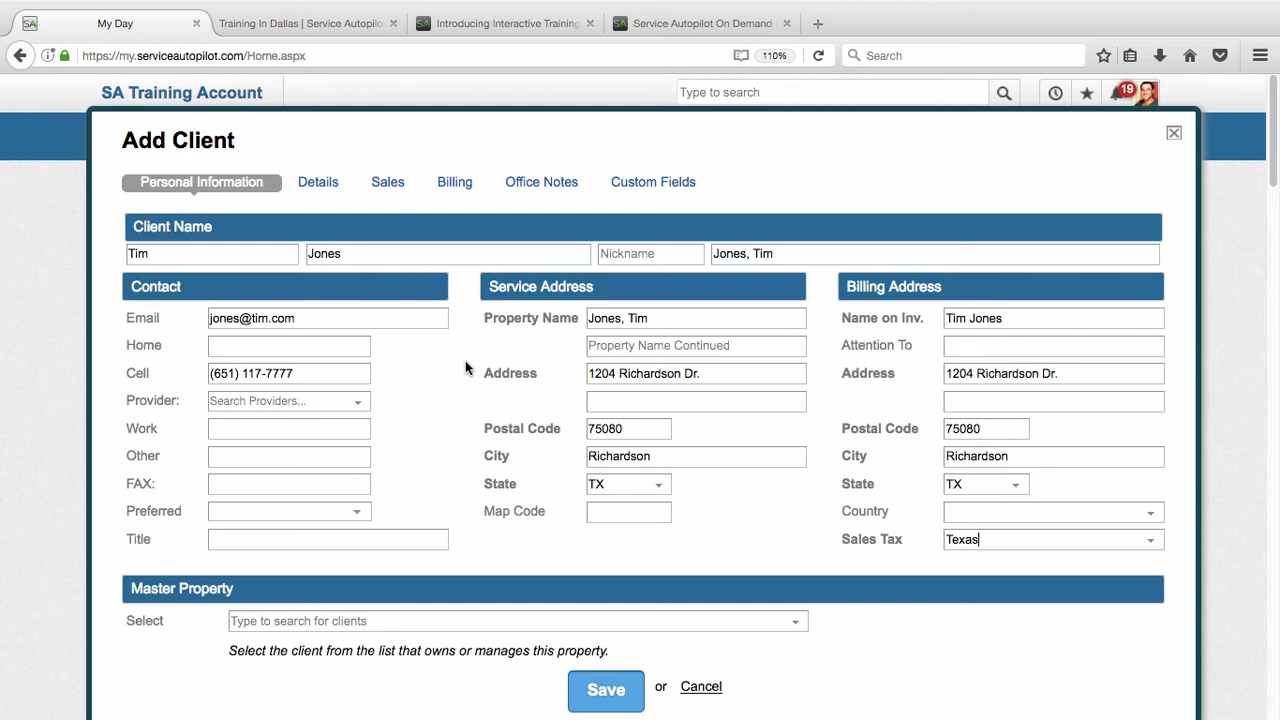 My Day
Training In Dallas | Service Autopilo
Introducing Interactive Training
Service Autopilot On Demand
https://my.serviceautopilot.com/Home.aspx
110%
Search
SA Training Account
Type to search
19
Add Client
Personal Information
Details
Sales
Billing
Office Notes
Custom Fields
Client Name
Tim
Jones
Nickname
Jones, Tim
Contact
Email jones@tim.com
Home
Cell (651) 117-7777
Provider: Search Providers...
Work
Other
FAX:
Preferred
Title
Service Address
Property Name Jones, Tim
Property Name Continued
Address 1204 Richardson Dr.
Postal Code 75080
City Richardson
State TX
Map Code
Billing Address
Name on Inv. Tim Jones
Attention To
Address 1204 Richardson Dr.
Postal Code 75080
City Richardson
State TX
Country
Sales Tax Texas
Master Property
Select Type to search for clients
Select the client from the list that owns or manages this property.
Save or Cancel